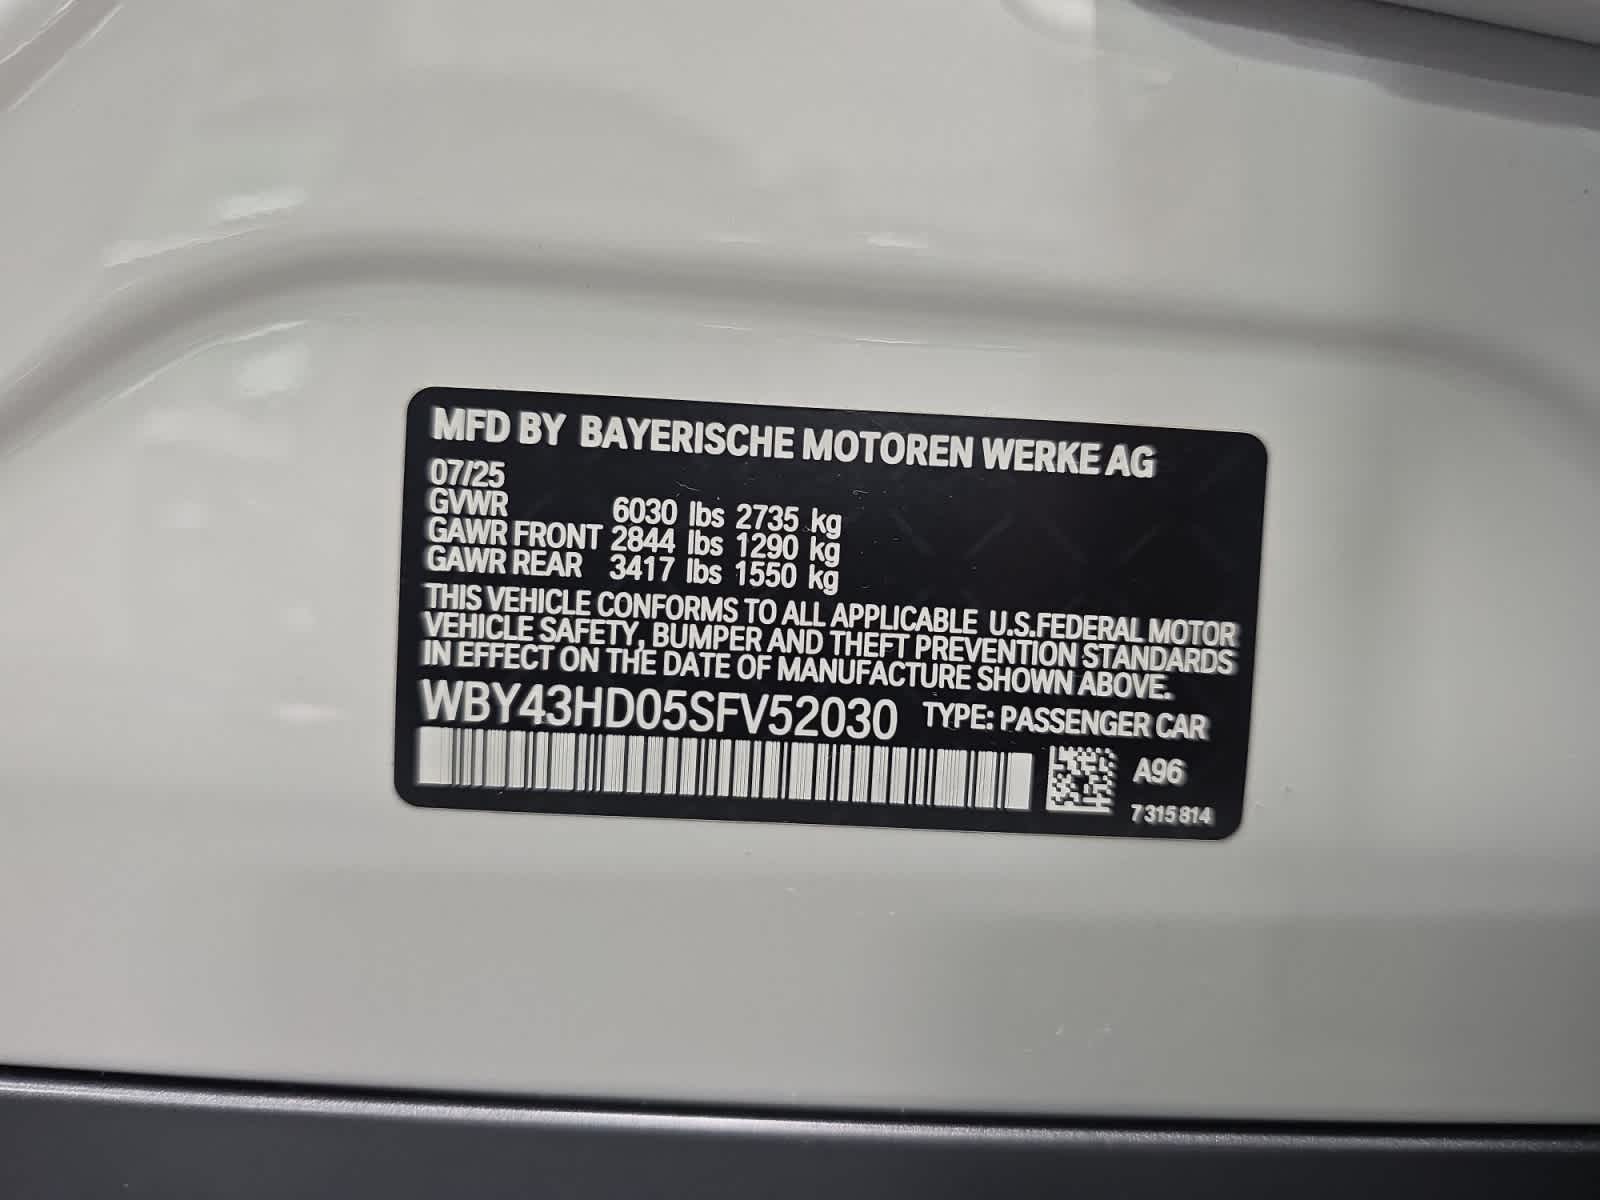 MFD BY BAYERISCHE MOTOREN WERKE AG
07/25
GVWR 6030 lbs 2735 kg
GAWR FRONT 2844 lbs 1290 kg
GAWR REAR 3417 lbs 1550 kg
THIS VEHICLE CONFORMS TO ALL APPLICABLE U.S.FEDERAL MOTOR
VEHICLE SAFETY, BUMPER AND THEFT PREVENTION STANDARDS
IN EFFECT ON THE DATE OF MANUFACTURE SHOWN ABOVE.
WBY43HD05SFV52030 TYPE: PASSENGER CAR
A96
7 315 814